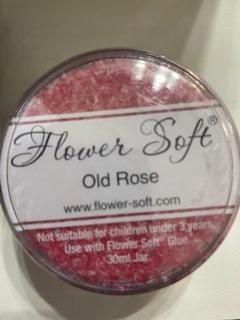 Flower Soft®
Old Rose
www.flower-soft.com
Not suitable for children under 3 years.
Use with Flower Soft® Glue
30ml Jar